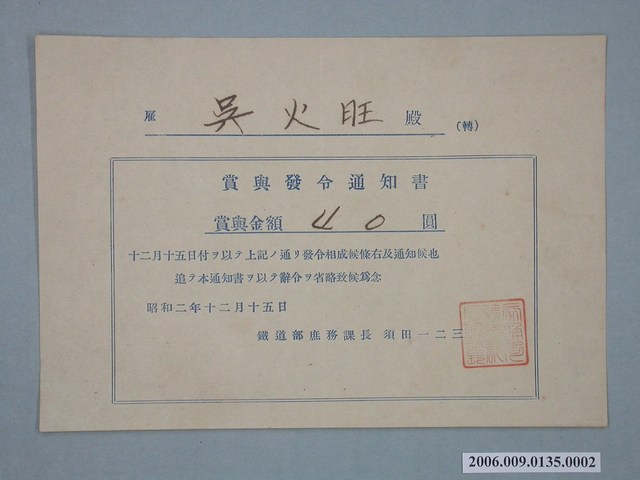 雇 吳火旺 殿 (轉)
賞與發令通知書
賞與金額 40 圓
十二月十五日付ヲ以テ上記ノ通リ發令相成候條右及通知候也
追テ本通知書ヲ以テ辭令ヲ省略致候爲念
昭和二年十二月十五日
鐵道部庶務課長 須田一二三
2006.009.0135.0002